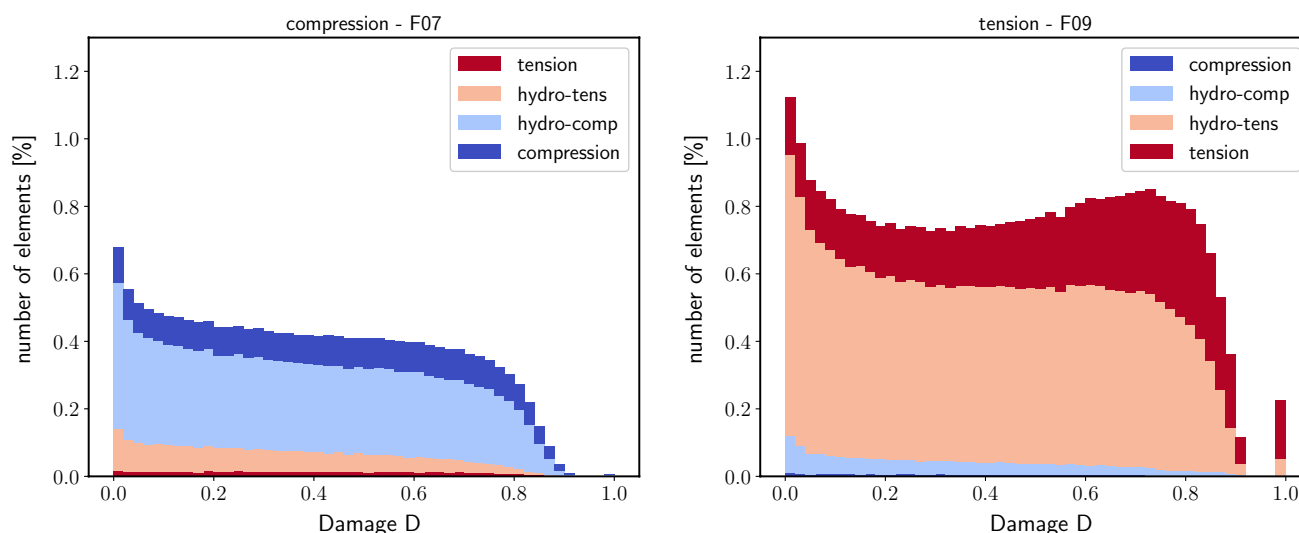 compression - F07
number of elements [%]
1.2
1.0
0.8
0.6
0.4
0.2
0.0
tension
hydro-tens
hydro-comp
compression
0.0 0.2 0.4 0.6 0.8 1.0
Damage D
tension - F09
number of elements [%]
1.2
1.0
0.8
0.6
0.4
0.2
0.0
compression
hydro-comp
hydro-tens
tension
0.0 0.2 0.4 0.6 0.8 1.0
Damage D